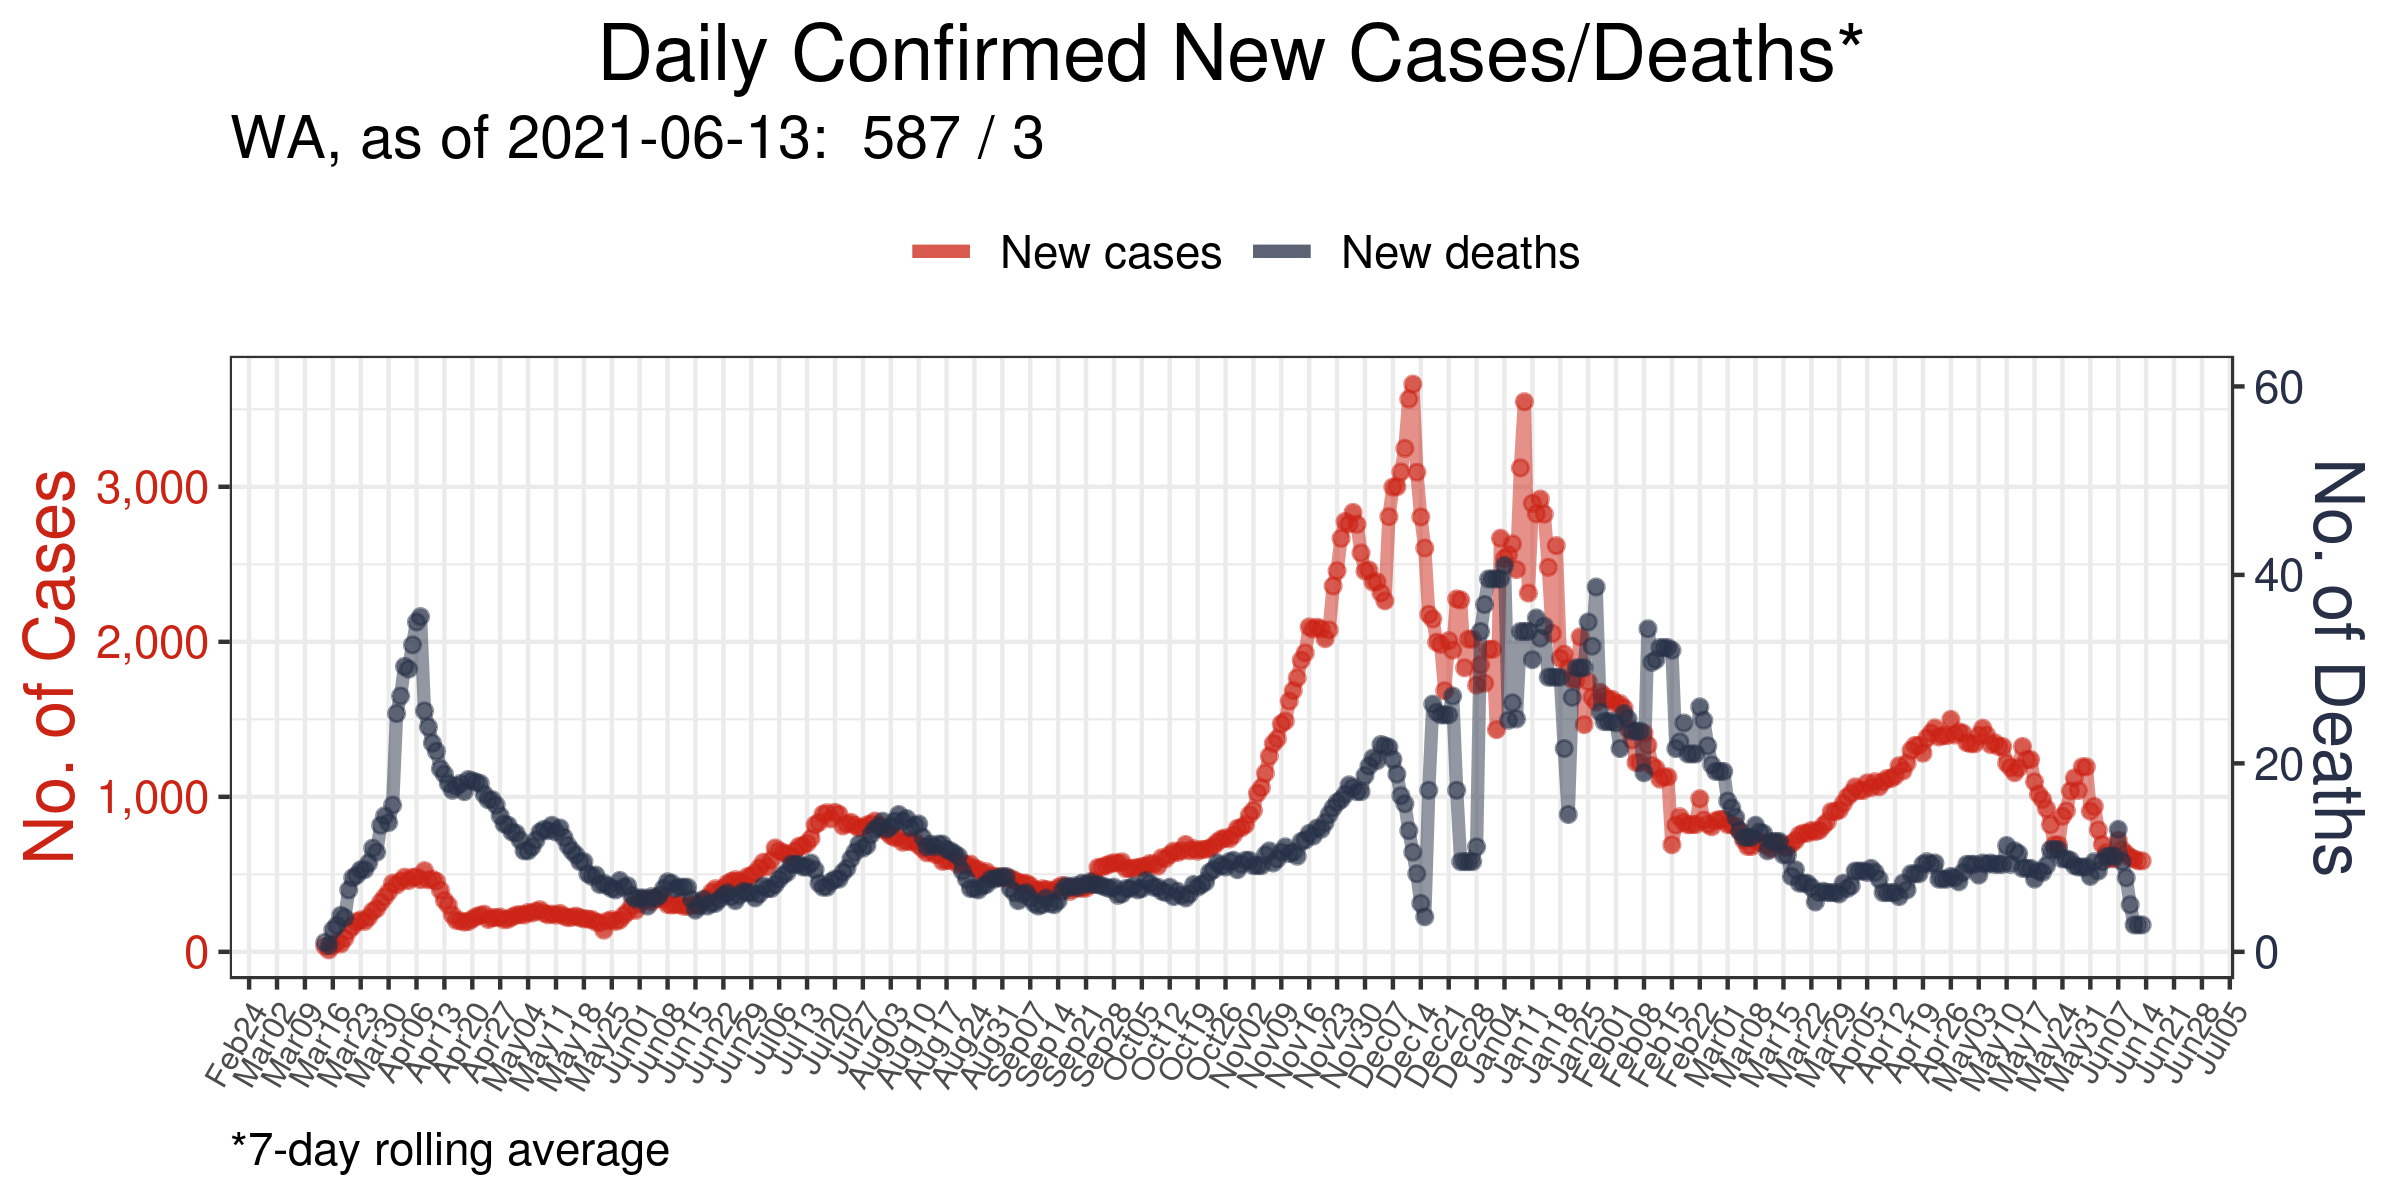 Daily Confirmed New Cases/Deaths*
WA, as of 2021-06-13:  587 / 3
New cases
New deaths
No. of Cases
3,000
2,000
1,000
0
60
40
20
0
No. of Deaths
Feb24
Mar02
Mar09
Mar16
Mar23
Mar30
Apr06
Apr13
Apr20
Apr27
May04
May11
May18
May25
Jun01
Jun08
Jun15
Jun22
Jun29
Jul06
Jul13
Jul20
Jul27
Aug03
Aug10
Aug17
Aug24
Aug31
Sep07
Sep14
Sep21
Sep28
Oct05
Oct12
Oct19
Oct26
Nov02
Nov09
Nov16
Nov23
Nov30
Dec07
Dec14
Dec21
Dec28
Jan04
Jan11
Jan18
Jan25
Feb01
Feb08
Feb15
Feb22
Mar01
Mar08
Mar15
Mar22
Mar29
Apr05
Apr12
Apr19
Apr26
May03
May10
May17
May24
May31
Jun07
Jun14
Jun21
Jun28
Jul05
*7-day rolling average